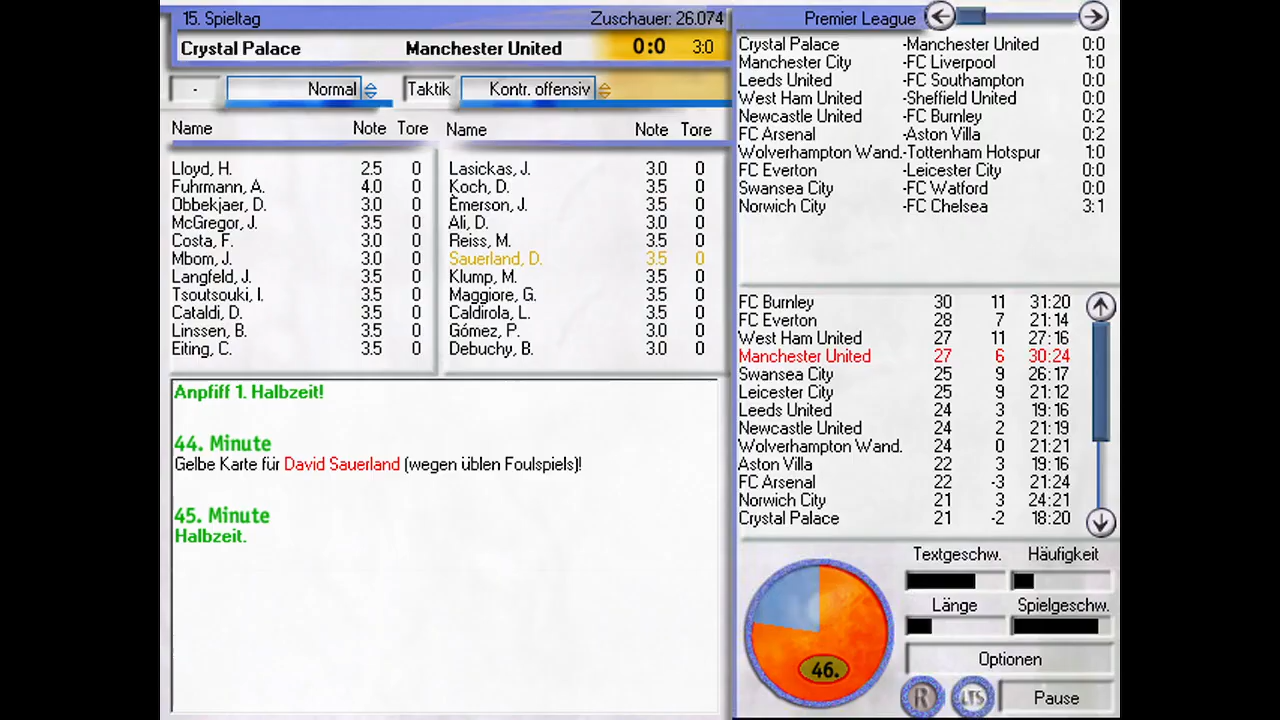 15. Spieltag Zuschauer: 26.074
Crystal Palace Manchester United 0:0 3:0
- Normal Taktik Kontr. offensiv
Name Note Tore Name Note Tore
Lloyd, H. 2.5 0 Lasickas, J. 3.0 0
Fuhrmann, A. 4.0 0 Koch, D. 3.5 0
Obbekjaer, D. 3.0 0 Èmerson, J. 3.5 0
McGregor, J. 3.5 0 Ali, D. 3.0 0
Costa, F. 3.0 0 Reiss, M. 3.5 0
Mbom, J. 3.0 0 Sauerland, D. 3.5 0
Langfeld, J. 3.5 0 Klump, M. 3.5 0
Tsoutsouki, I. 3.5 0 Maggiore, G. 3.5 0
Cataldi, D. 3.5 0 Caldirola, L. 3.5 0
Linssen, B. 3.5 0 Gómez, P. 3.0 0
Eiting, C. 3.5 0 Debuchy, B. 3.0 0
Anpfiff 1. Halbzeit!
44. Minute
Gelbe Karte für David Sauerland (wegen üblen Foulspiels)!
45. Minute
Halbzeit.
Premier League
Crystal Palace -Manchester United 0:0
Manchester City -FC Liverpool 1:0
Leeds United -FC Southampton 0:0
West Ham United -Sheffield United 0:0
Newcastle United -FC Burnley 0:2
FC Arsenal -Aston Villa 0:2
Wolverhampton Wand.-Tottenham Hotspur 1:0
FC Everton -Leicester City 0:0
Swansea City -FC Watford 0:0
Norwich City -FC Chelsea 3:1
FC Burnley 30 11 31:20
FC Everton 28 7 21:14
West Ham United 27 11 27:16
Manchester United 27 6 30:24
Swansea City 25 9 26:17
Leicester City 25 9 21:12
Leeds United 24 3 19:16
Newcastle United 24 2 21:19
Wolverhampton Wand. 24 0 21:21
Aston Villa 22 3 19:16
FC Arsenal 22 -3 21:24
Norwich City 21 3 24:21
Crystal Palace 21 -2 18:20
Textgeschw. Häufigkeit
Länge Spielgeschw.
Optionen
46.
R LTS Pause